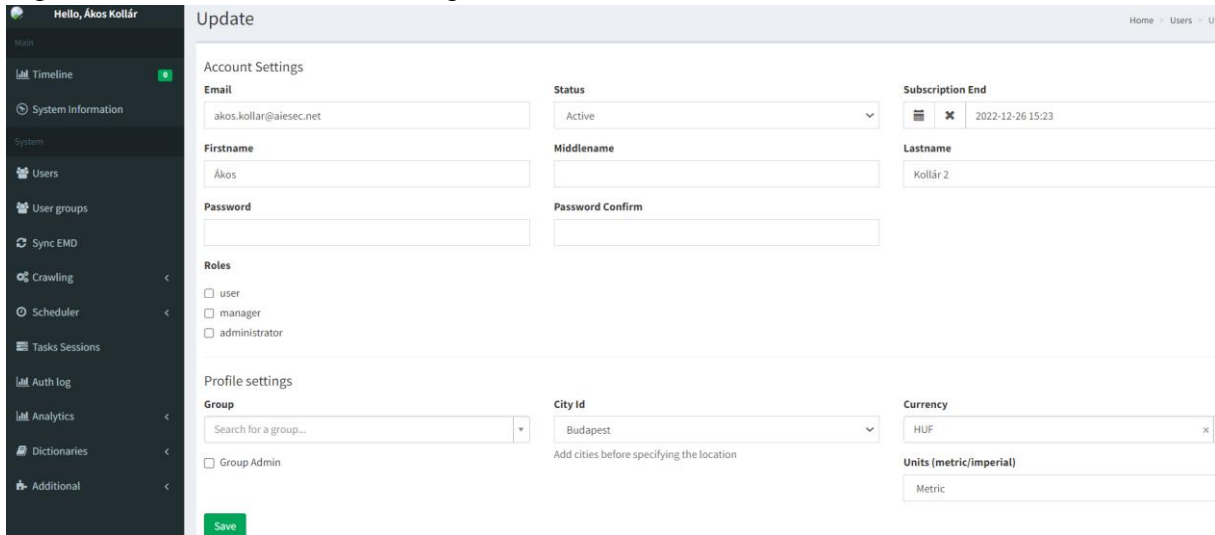 Hello, Ákos Kollár
Main
Timeline
0
System Information
System
Users
User groups
Sync EMD
Crawling
Scheduler
Tasks Sessions
Auth log
Analytics
Dictionaries
Additional
Update
Home > Users > U
Account Settings
Email
Status
Subscription End
akos.kollar@aiesec.net
Active
2022-12-26 15:23
Firstname
Middlename
Lastname
Ákos
Kollár 2
Password
Password Confirm
Roles
user
manager
administrator
Profile settings
Group
City Id
Currency
Search for a group...
Budapest
HUF
Group Admin
Add cities before specifying the location
Units (metric/imperial)
Metric
Save